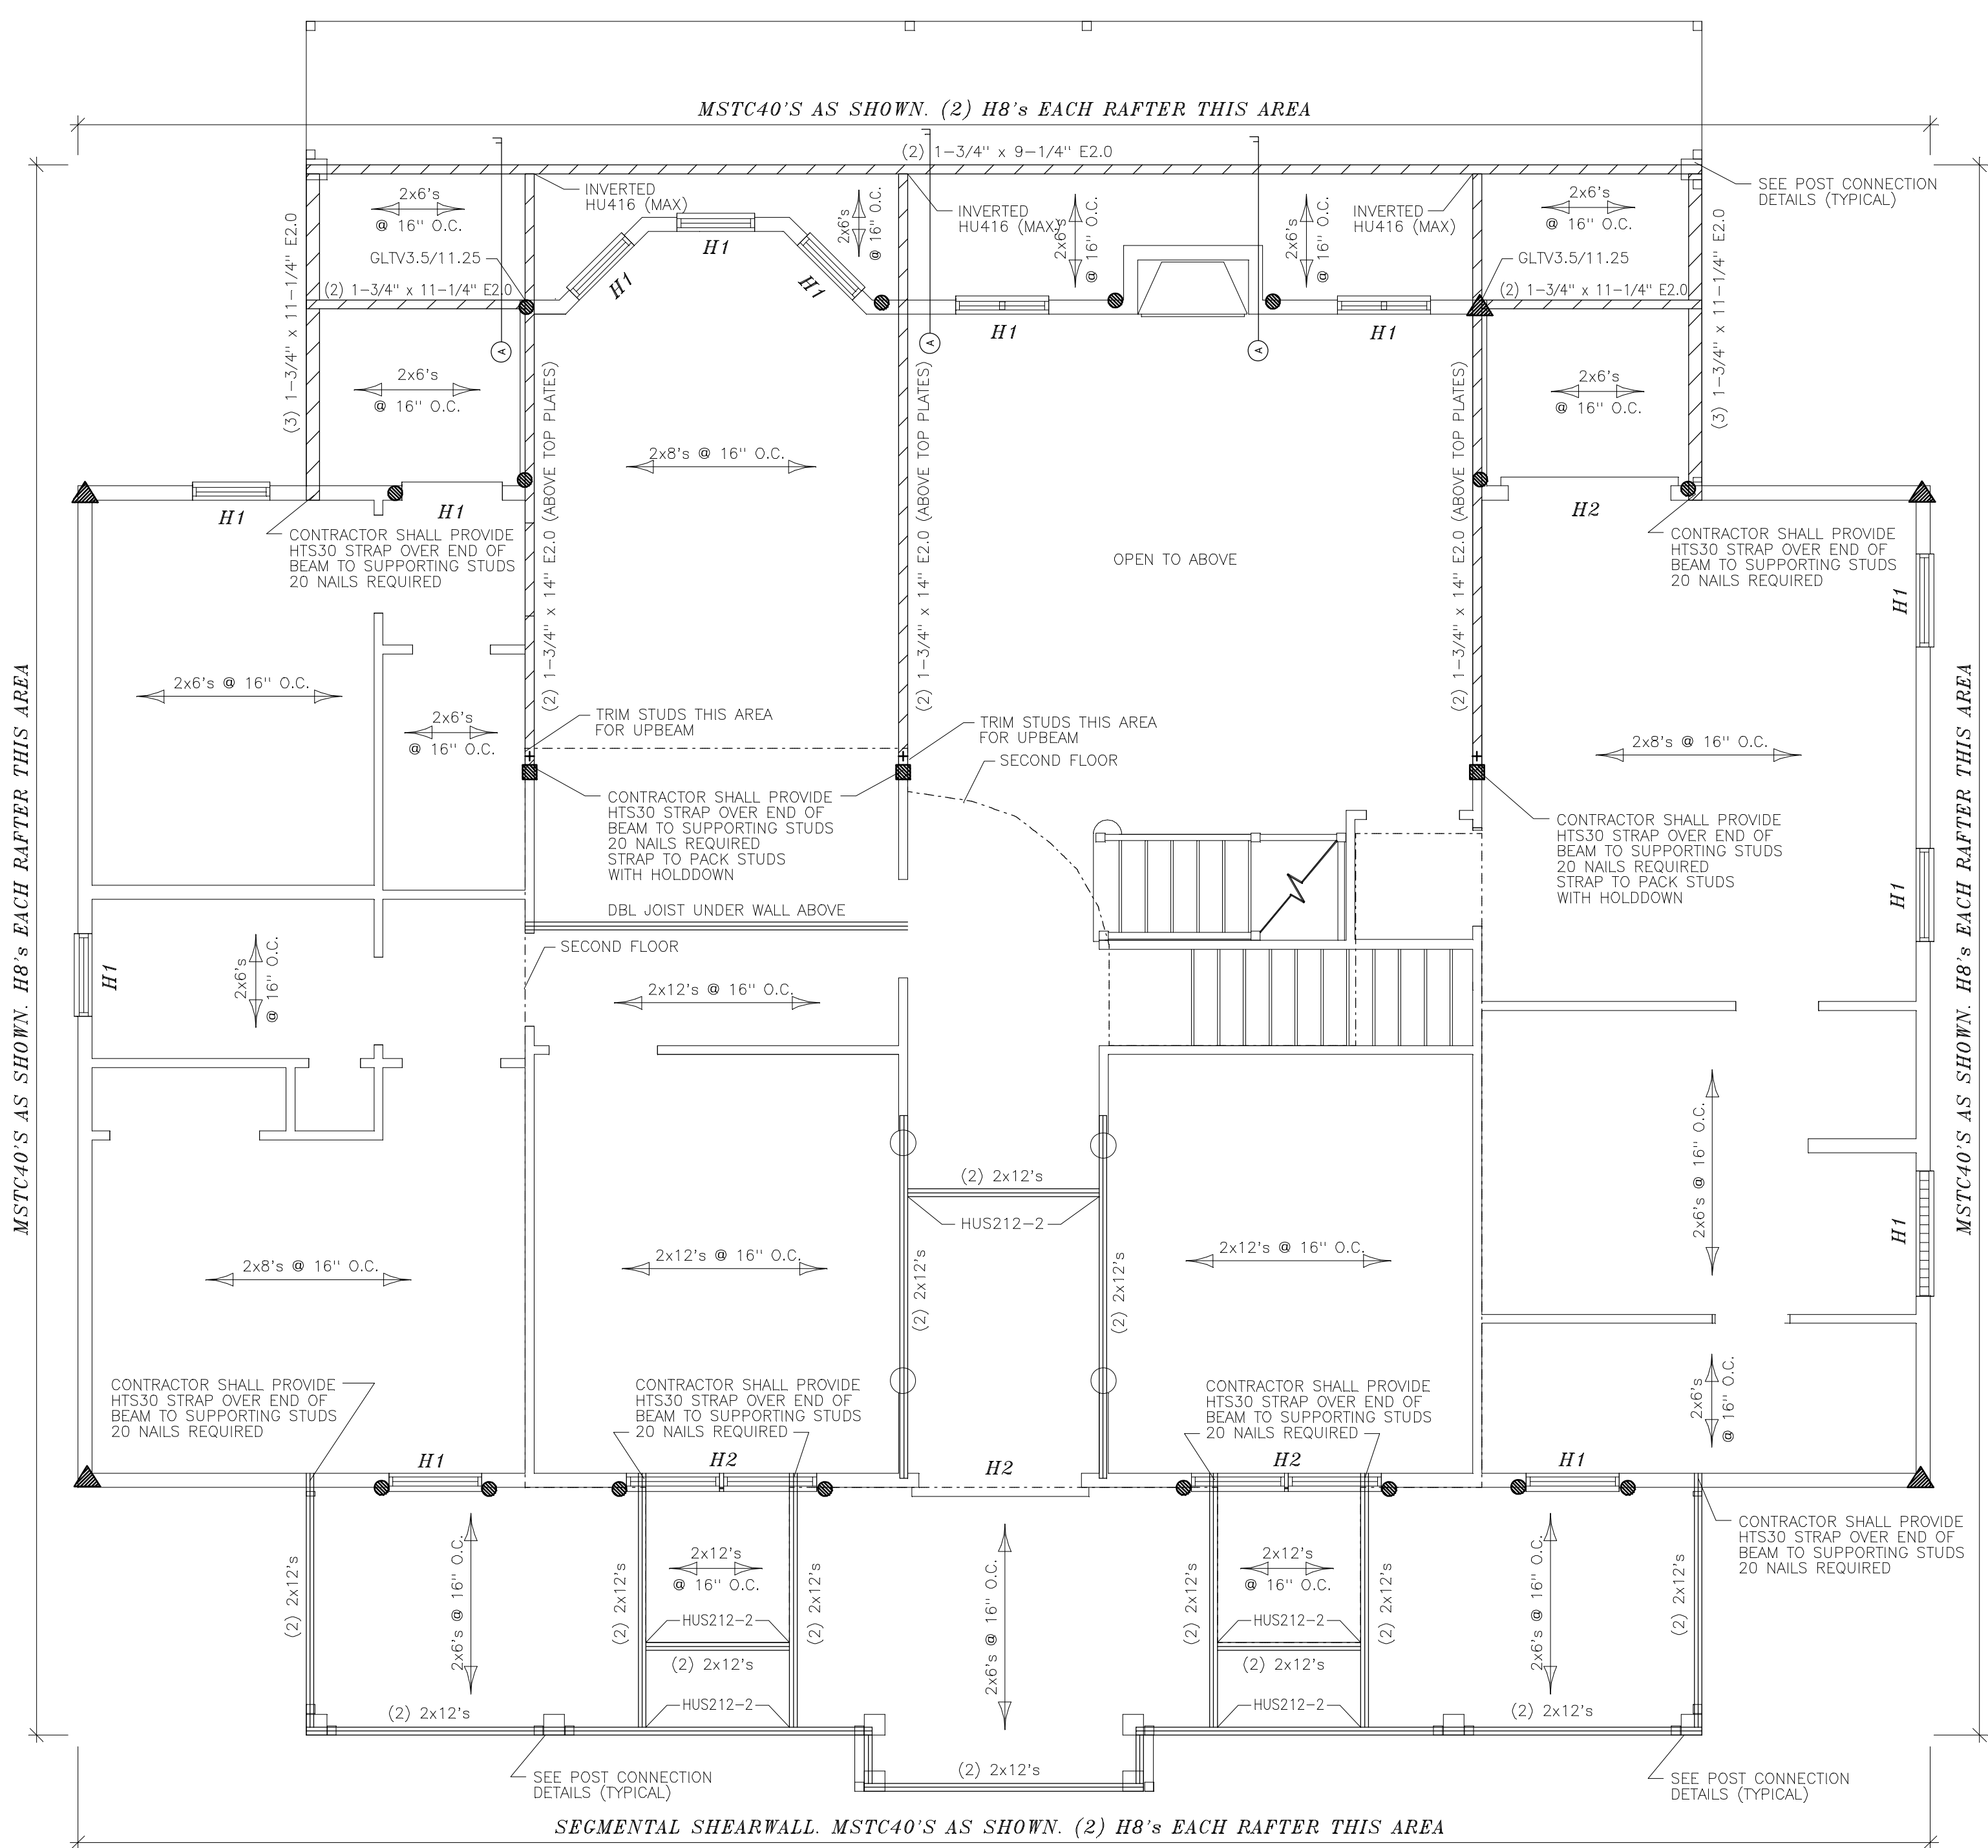 MSTC40'S AS SHOWN. (2) H8's EACH RAFTER THIS AREA
(2) 1-3/4" x 9-1/4" E2.0
SEE POST CONNECTION
DETAILS (TYPICAL)
INVERTED
HU416 (MAX)
INVERTED
HU416 (MAX)
INVERTED
HU416 (MAX)
2x6's
@ 16" O.C.
2x6's
@ 16" O.C.
2x6's
@ 16" O.C.
2x6's
@ 16" O.C.
2x6's
@ 16" O.C.
(3) 1-3/4" x 11-1/4" E2.0
(3) 1-3/4" x 11-1/4" E2.0
GLTV3.5/11.25
GLTV3.5/11.25
(2) 1-3/4" x 11-1/4" E2.0
(2) 1-3/4" x 11-1/4" E2.0
H1
H1
H1
H1
H1
A
A
A
2x6's
@ 16" O.C.
2x6's
@ 16" O.C.
(2) 1-3/4" x 14" E2.0 (ABOVE TOP PLATES)
(2) 1-3/4" x 14" E2.0 (ABOVE TOP PLATES)
(2) 1-3/4" x 14" E2.0 (ABOVE TOP PLATES)
2x8's @ 16" O.C.
OPEN TO ABOVE
H1
H1
H2
CONTRACTOR SHALL PROVIDE
HTS30 STRAP OVER END OF
BEAM TO SUPPORTING STUDS
20 NAILS REQUIRED
CONTRACTOR SHALL PROVIDE
HTS30 STRAP OVER END OF
BEAM TO SUPPORTING STUDS
20 NAILS REQUIRED
H1
MSTC40'S AS SHOWN. H8's EACH RAFTER THIS AREA
MSTC40'S AS SHOWN. H8's EACH RAFTER THIS AREA
2x6's @ 16" O.C.
2x6's
@ 16" O.C.
TRIM STUDS THIS AREA
FOR UPBEAM
TRIM STUDS THIS AREA
FOR UPBEAM
SECOND FLOOR
2x8's @ 16" O.C.
CONTRACTOR SHALL PROVIDE
HTS30 STRAP OVER END OF
BEAM TO SUPPORTING STUDS
20 NAILS REQUIRED
STRAP TO PACK STUDS
WITH HOLDDOWN
CONTRACTOR SHALL PROVIDE
HTS30 STRAP OVER END OF
BEAM TO SUPPORTING STUDS
20 NAILS REQUIRED
STRAP TO PACK STUDS
WITH HOLDDOWN
H1
DBL JOIST UNDER WALL ABOVE
SECOND FLOOR
H1
2x6's
@ 16" O.C.
2x12's @ 16" O.C.
2x6's @ 16" O.C.
(2) 2x12's
HUS212-2
H1
2x8's @ 16" O.C.
2x12's @ 16" O.C.
(2) 2x12's
(2) 2x12's
2x12's @ 16" O.C.
2x6's
@ 16" O.C.
CONTRACTOR SHALL PROVIDE
HTS30 STRAP OVER END OF
BEAM TO SUPPORTING STUDS
20 NAILS REQUIRED
CONTRACTOR SHALL PROVIDE
HTS30 STRAP OVER END OF
BEAM TO SUPPORTING STUDS
20 NAILS REQUIRED
CONTRACTOR SHALL PROVIDE
HTS30 STRAP OVER END OF
BEAM TO SUPPORTING STUDS
20 NAILS REQUIRED
H1
H2
H2
H2
H1
CONTRACTOR SHALL PROVIDE
HTS30 STRAP OVER END OF
BEAM TO SUPPORTING STUDS
20 NAILS REQUIRED
(2) 2x12's
2x6's @ 16" O.C.
(2) 2x12's
2x12's
@ 16" O.C.
(2) 2x12's
2x6's @ 16" O.C.
(2) 2x12's
2x12's
@ 16" O.C.
(2) 2x12's
2x6's @ 16" O.C.
(2) 2x12's
HUS212-2
HUS212-2
(2) 2x12's
(2) 2x12's
HUS212-2
HUS212-2
(2) 2x12's
(2) 2x12's
(2) 2x12's
SEE POST CONNECTION
DETAILS (TYPICAL)
SEE POST CONNECTION
DETAILS (TYPICAL)
SEGMENTAL SHEARWALL. MSTC40'S AS SHOWN. (2) H8's EACH RAFTER THIS AREA